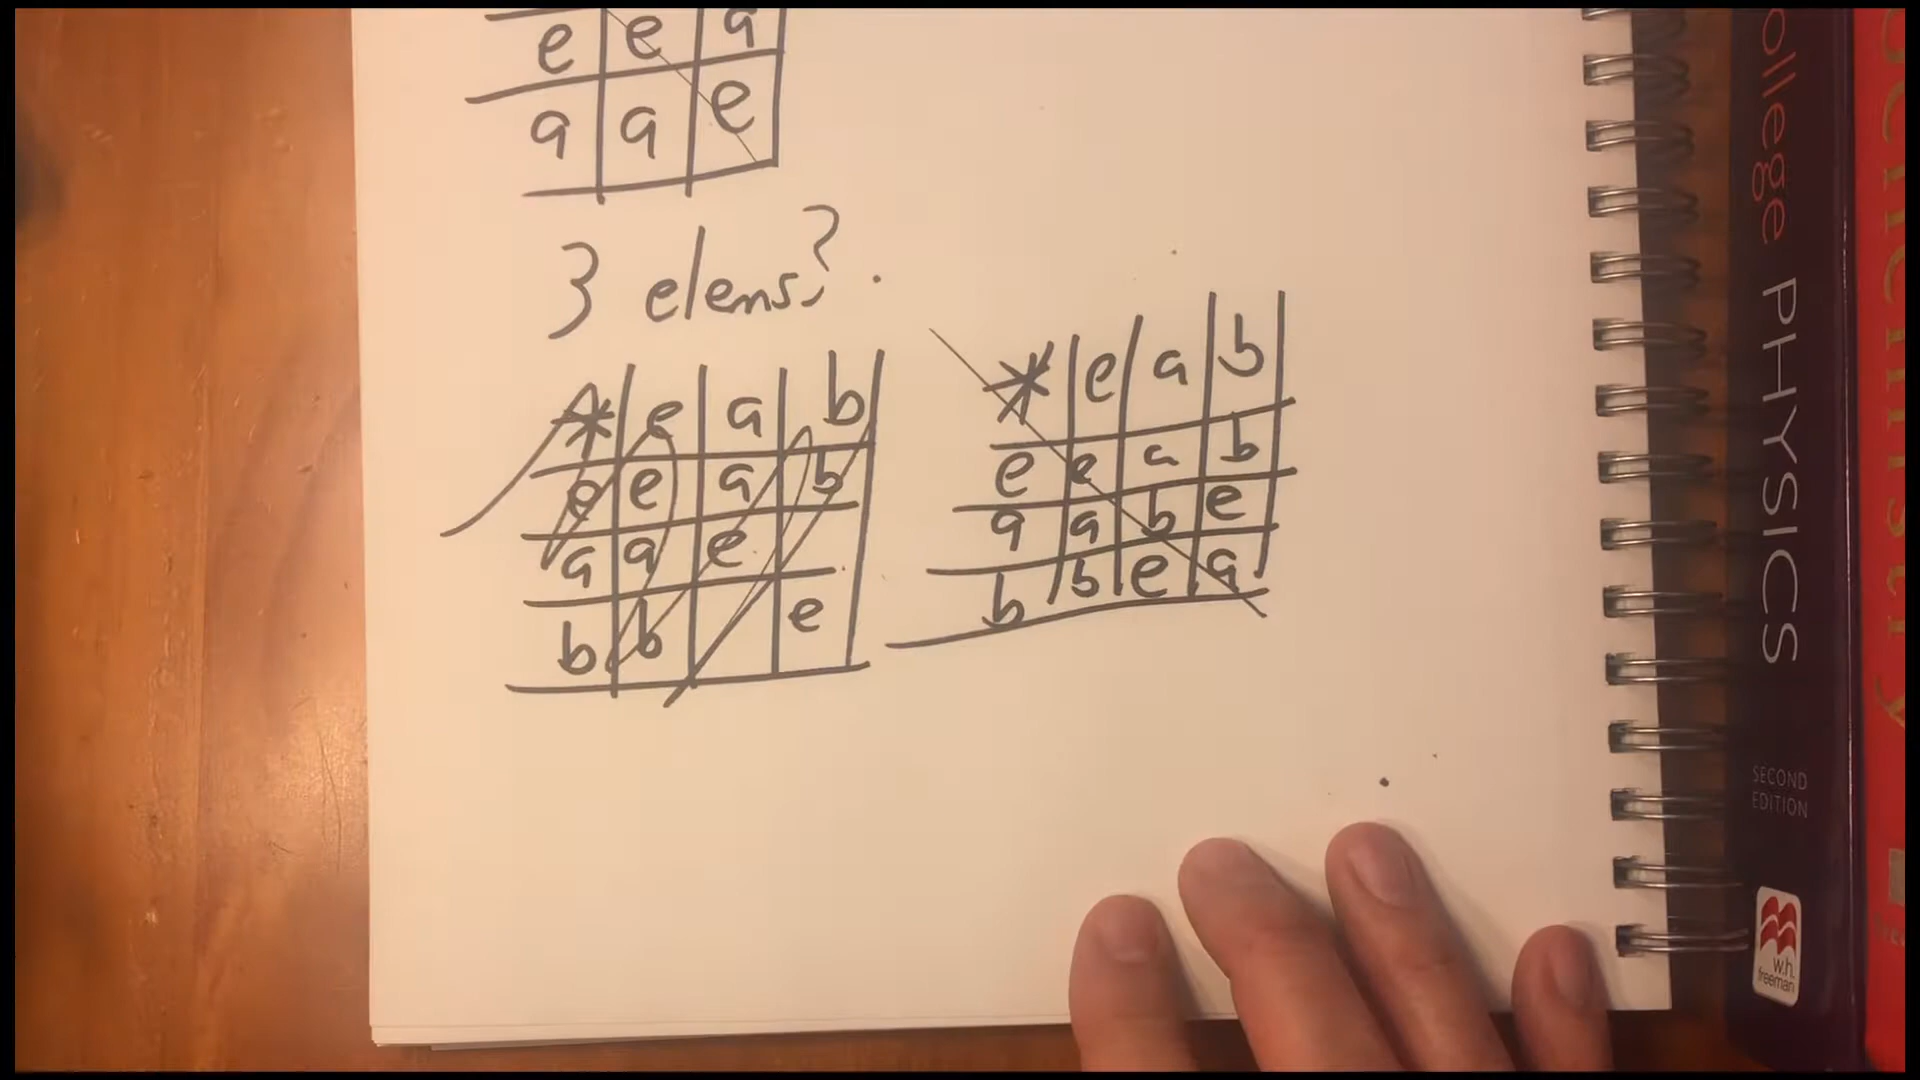 e e a
a a e
3 elems?
* e a b
e e a b
a a e
b b e
* e a b
e e a b
a a b e
b b e a
College PHYSICS
SECOND
EDITION
w.h.
freeman